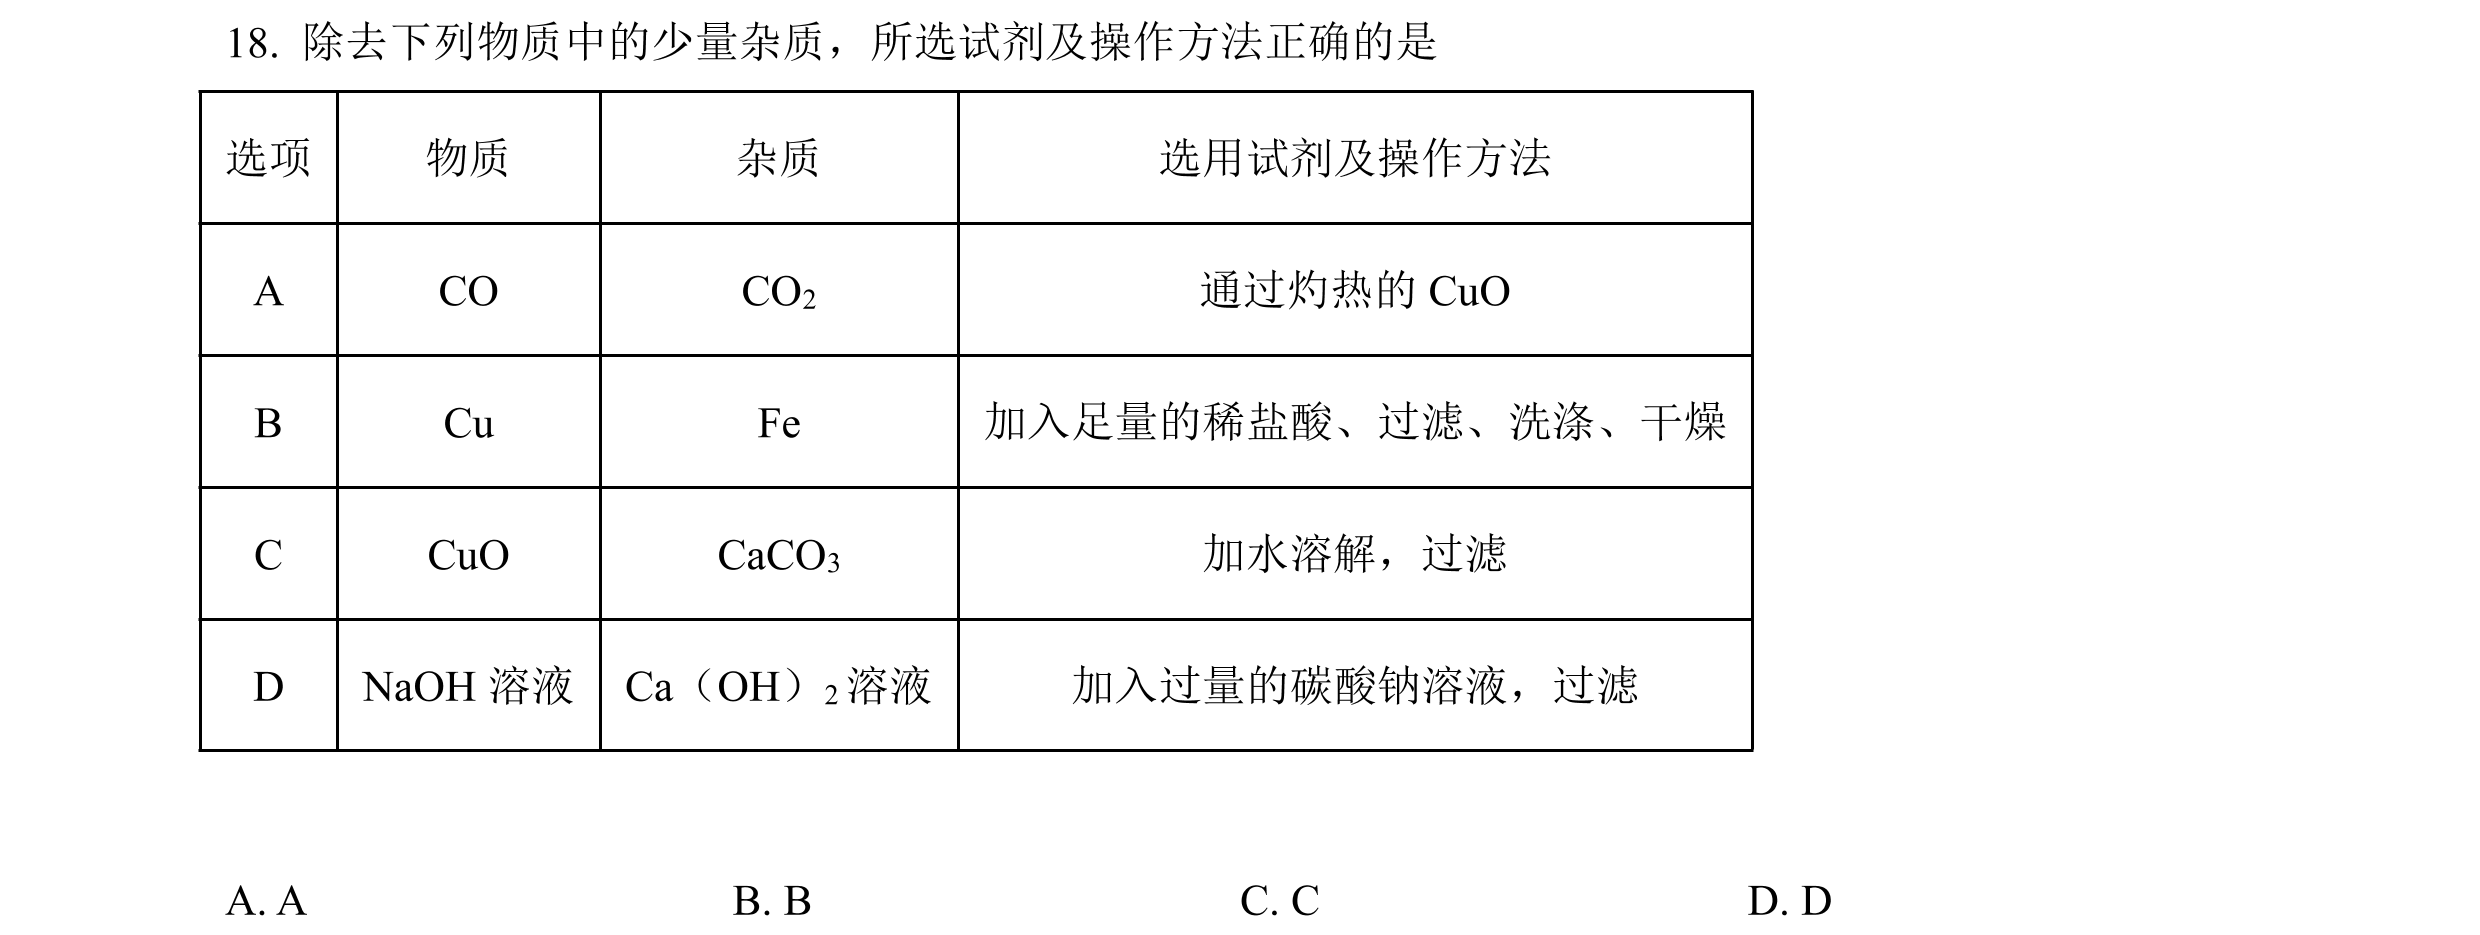 18. 除去下列物质中的少量杂质，所选试剂及操作方法正确的是
选项 物质 杂质 选用试剂及操作方法
A CO CO₂ 通过灼热的 CuO
B Cu Fe 加入足量的稀盐酸、过滤、洗涤、干燥
C CuO CaCO₃ 加水溶解，过滤
D NaOH 溶液 Ca（OH）₂ 溶液 加入过量的碳酸钠溶液，过滤
A. A B. B C. C D. D